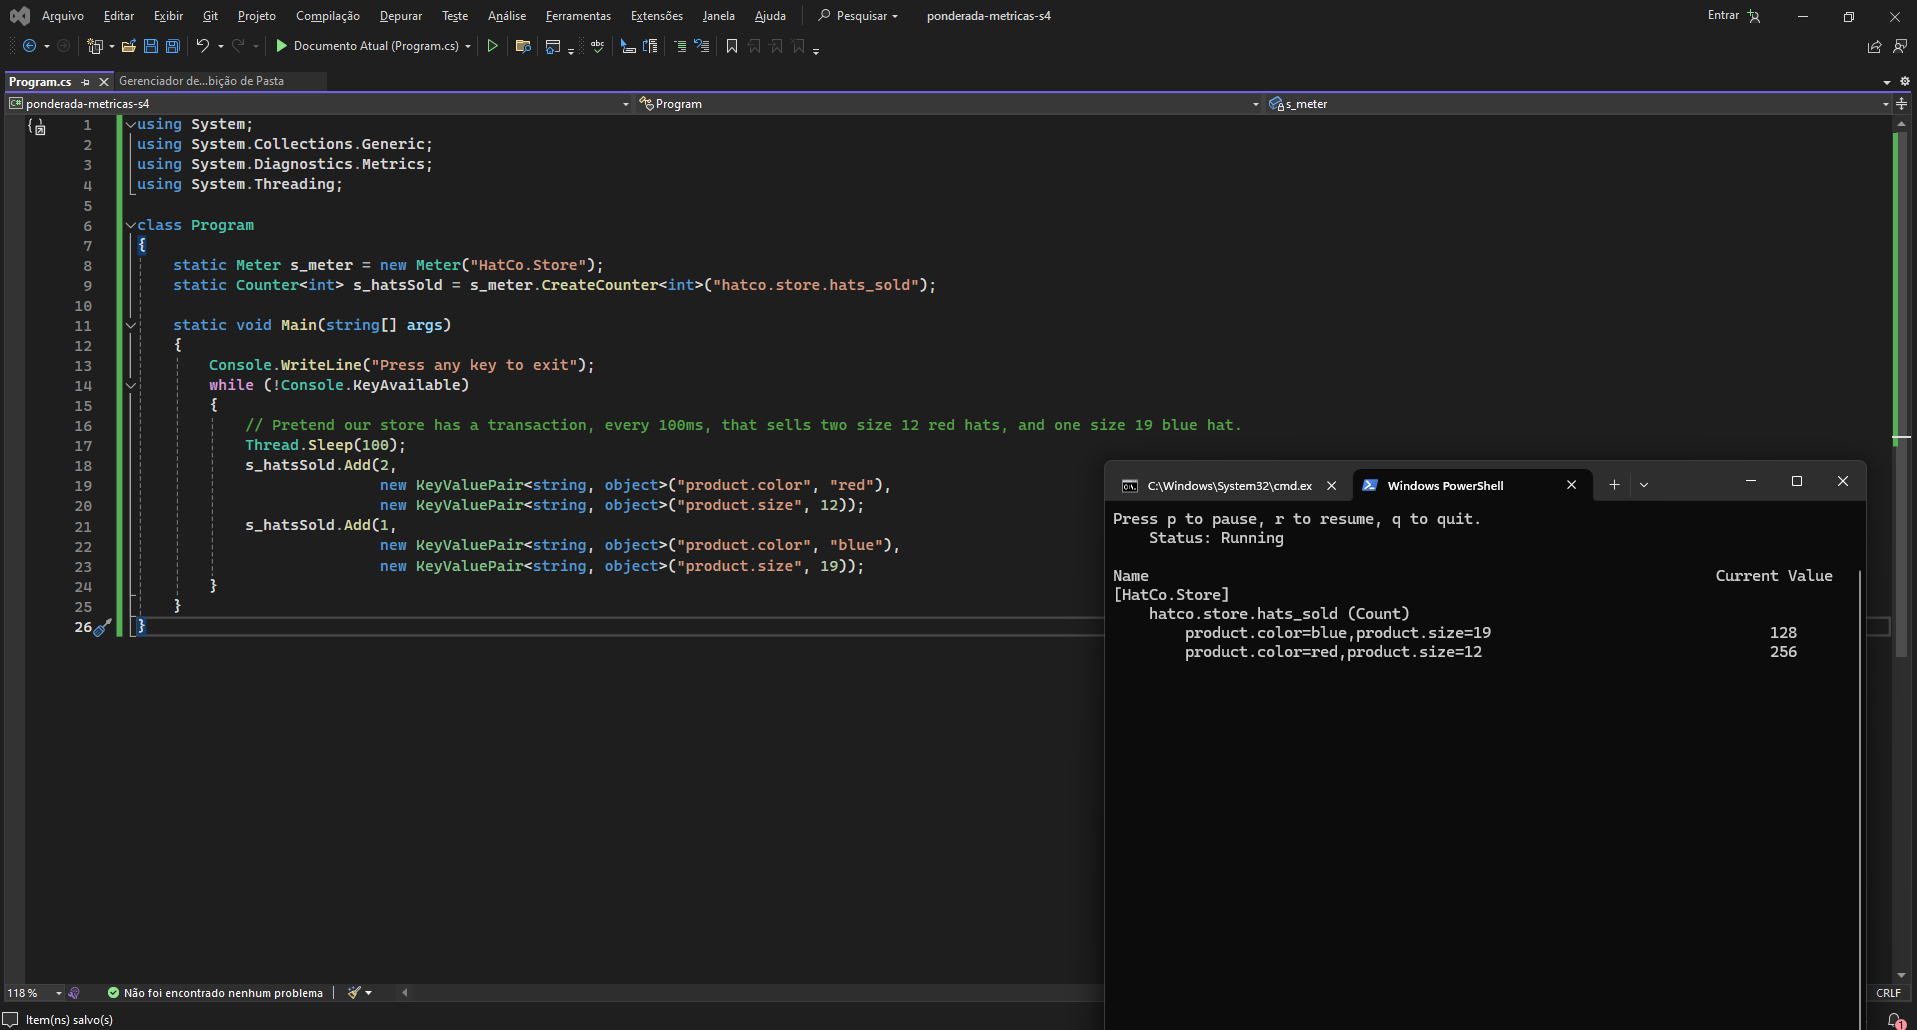 Arquivo Editar Exibir Git Projeto Compilação Depurar Teste Análise Ferramentas Extensões Janela Ajuda Pesquisar ponderada-metricas-s4 Entrar
Documento Atual (Program.cs)
Program.cs Gerenciador de...bição de Pasta
C# ponderada-metricas-s4 Program s_meter
1 using System;
2 using System.Collections.Generic;
3 using System.Diagnostics.Metrics;
4 using System.Threading;
5
6 class Program
7 {
8 static Meter s_meter = new Meter("HatCo.Store");
9 static Counter<int> s_hatsSold = s_meter.CreateCounter<int>("hatco.store.hats_sold");
10
11 static void Main(string[] args)
12 {
13 Console.WriteLine("Press any key to exit");
14 while (!Console.KeyAvailable)
15 {
16 // Pretend our store has a transaction, every 100ms, that sells two size 12 red hats, and one size 19 blue hat.
17 Thread.Sleep(100);
18 s_hatsSold.Add(2,
19 new KeyValuePair<string, object>("product.color", "red"),
20 new KeyValuePair<string, object>("product.size", 12));
21 s_hatsSold.Add(1,
22 new KeyValuePair<string, object>("product.color", "blue"),
23 new KeyValuePair<string, object>("product.size", 19));
24 }
25 }
26 }
C:\Windows\System32\cmd.ex Windows PowerShell
Press p to pause, r to resume, q to quit.
Status: Running
Name Current Value
[HatCo.Store]
hatco.store.hats_sold (Count)
product.color=blue,product.size=19 128
product.color=red,product.size=12 256
118 % Não foi encontrado nenhum problema CRLF
Item(ns) salvo(s) 1